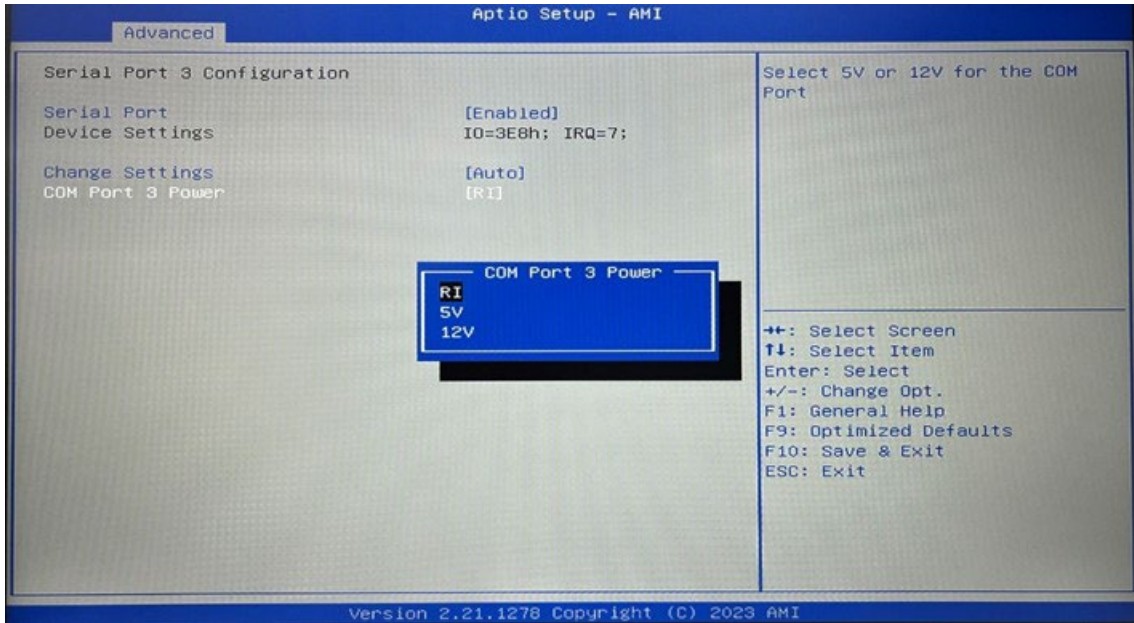 Aptio Setup – AMI
Advanced
Serial Port 3 Configuration
Serial Port [Enabled]
Device Settings IO=3E8h; IRQ=7;
Change Settings [Auto]
COM Port 3 Power [RI]
COM Port 3 Power
RI
5V
12V
Select 5V or 12V for the COM
Port
→←: Select Screen
↑↓: Select Item
Enter: Select
+/-: Change Opt.
F1: General Help
F9: Optimized Defaults
F10: Save & Exit
ESC: Exit
Version 2.21.1278 Copyright (C) 2023 AMI